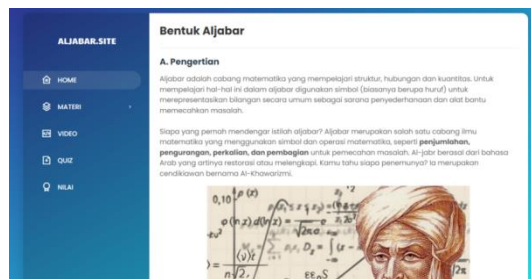 ALJABAR.SITE
HOME
MATERI
VIDEO
QUIZ
NILAI
Bentuk Aljabar
A. Pengertian
Aljabar adalah cabang matematika yang mempelajari struktur, hubungan dan kuantitas. Untuk
mempelajari hal-hal ini dalam aljabar digunakan simbol (biasanya berupa huruf) untuk
merepresentasikan bilangan secara umum sebagai sarana penyederhanaan dan alat bantu
memecahkan masalah.
Siapa yang pernah mendengar istilah aljabar? Aljabar merupakan salah satu cabang ilmu
matematika yang menggunakan simbol dan operasi matematika, seperti penjumlahan,
pengurangan, perkalian, dan pembagian untuk pemecahan masalah. Al-jabr berasal dari bahasa
Arab yang artinya restorasi atau melengkapi. Kamu tahu siapa penemunya? Ia merupakan
cendikiawan bernama Al-Khawarizmi.